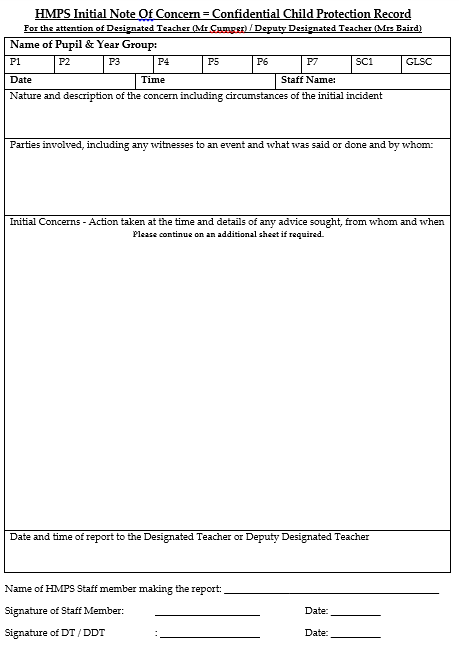 HMPS Initial Note Of Concern = Confidential Child Protection Record
For the attention of Designated Teacher (Mr Cumper) / Deputy Designated Teacher (Mrs Baird)
Name of Pupil & Year Group:
P1 P2 P3 P4 P5 P6 P7 SC1 GLSC
Date Time Staff Name:
Nature and description of the concern including circumstances of the initial incident
Parties involved, including any witnesses to an event and what was said or done and by whom:
Initial Concerns - Action taken at the time and details of any advice sought, from whom and when
Please continue on an additional sheet if required.
Date and time of report to the Designated Teacher or Deputy Designated Teacher
Name of HMPS Staff member making the report: ____________________
Signature of Staff Member: ____________________ Date: __________
Signature of DT / DDT : ____________________ Date: __________